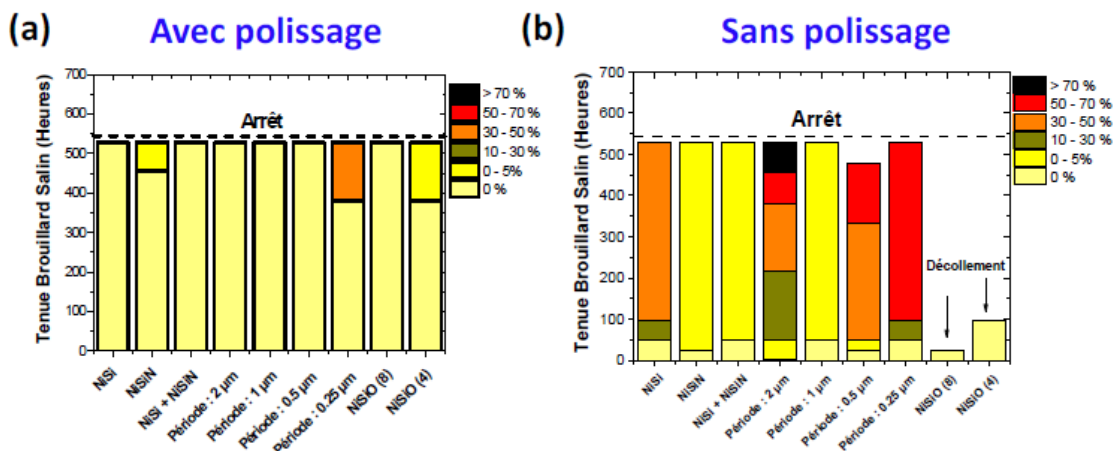 (a) Avec polissage
Tenue Brouillard Salin (Heures)
700
600
500
400
300
200
100
0
Arrêt
> 70 %
50 - 70 %
30 - 50 %
10 - 30 %
0 - 5%
0 %
NiSi
NiSiN
NiSi + NiSiN
Période : 2 µm
Période : 1 µm
Période : 0.5 µm
Période : 0.25 µm
NiSiO (8)
NiSiO (4)
(b) Sans polissage
Tenue Brouillard Salin (Heures)
700
600
500
400
300
200
100
0
Arrêt
Décollement
> 70 %
50 - 70 %
30 - 50 %
10 - 30 %
0 - 5%
0 %
NiSi
NiSiN
NiSi + NiSiN
Période : 2 µm
Période : 1 µm
Période : 0.5 µm
Période : 0.25 µm
NiSiO (8)
NiSiO (4)